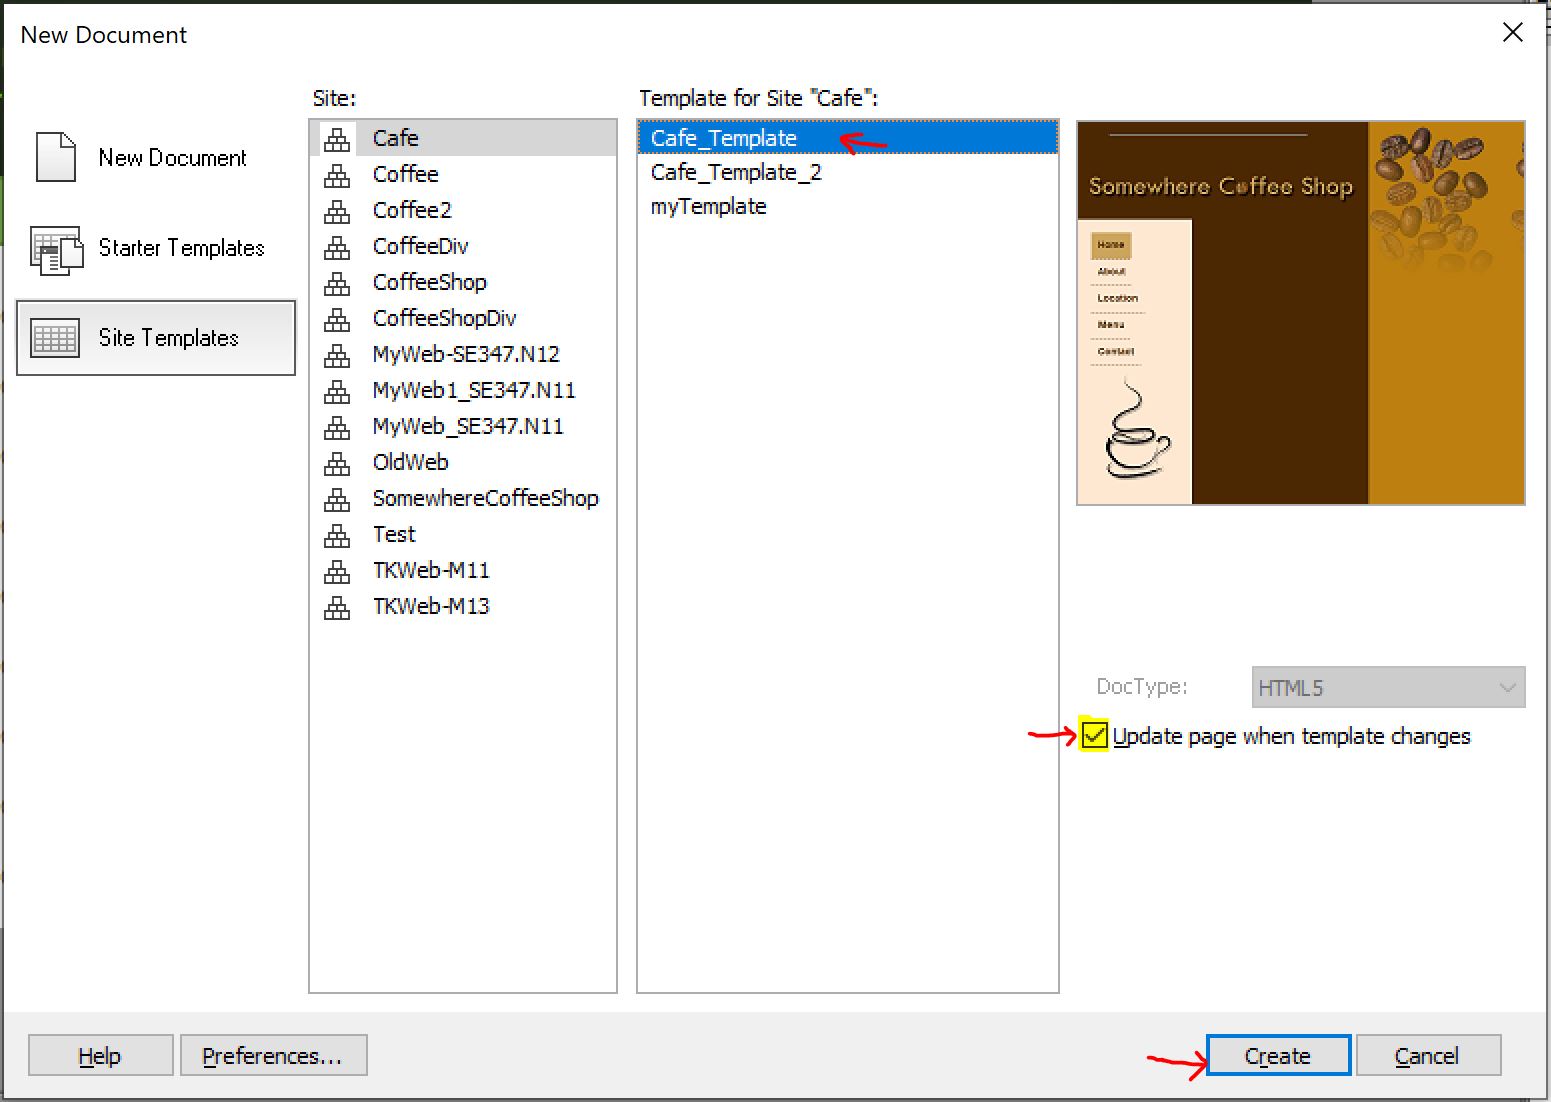 New Document
Site:
Template for Site "Cafe":
New Document
Starter Templates
Site Templates
Cafe
Coffee
Coffee2
CoffeeDiv
CoffeeShop
CoffeeShopDiv
MyWeb-SE347.N12
MyWeb1_SE347.N11
MyWeb_SE347.N11
OldWeb
SomewhereCoffeeShop
Test
TKWeb-M11
TKWeb-M13
Cafe_Template
Cafe_Template_2
myTemplate
Somewhere Coffee Shop
Home
About
Location
Menu
Contact
DocType:
HTML5
Update page when template changes
Help
Preferences...
Create
Cancel